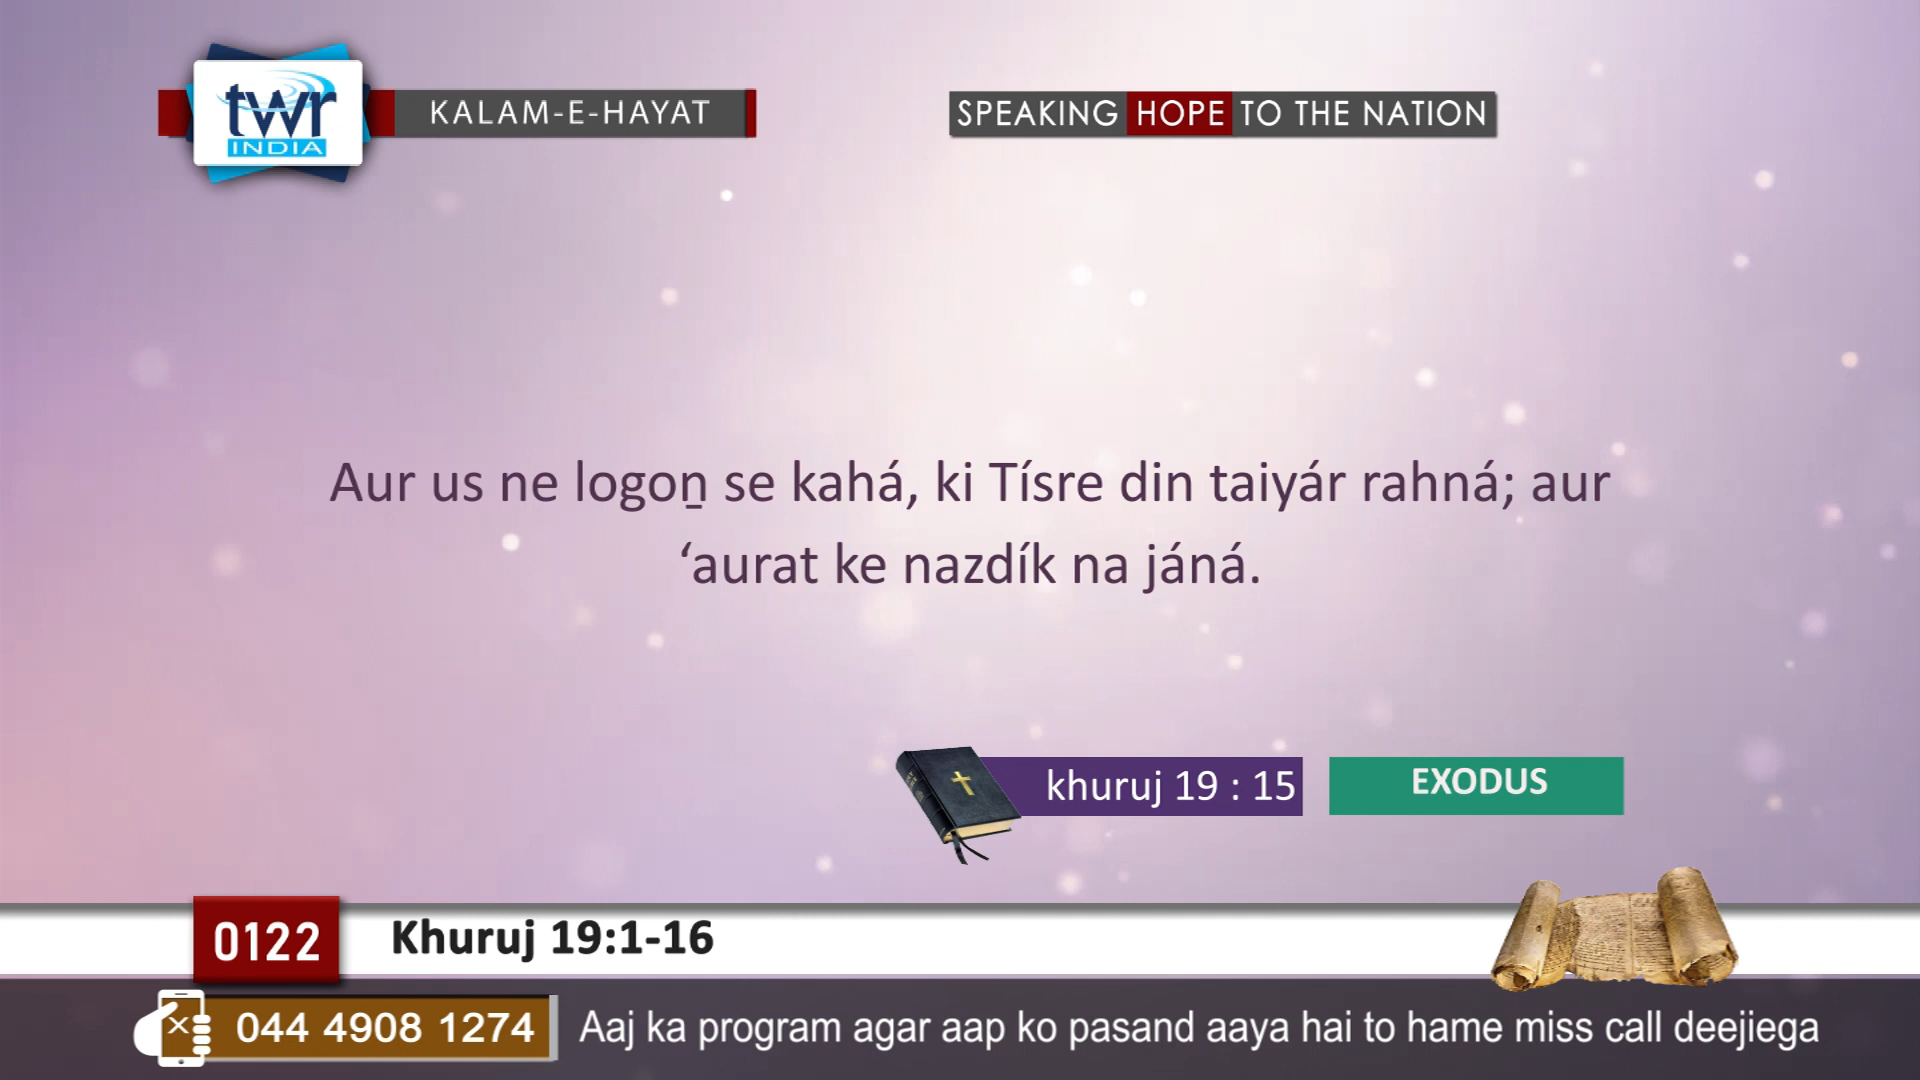 twr
INDIA
KALAM-E-HAYAT
SPEAKING HOPE TO THE NATION
Aur us ne logoṉ se kahá, ki Tísre din taiyár rahná; aur
‘aurat ke nazdík na jáná.
khuruj 19 : 15
EXODUS
0122
Khuruj 19:1-16
044 4908 1274
Aaj ka program agar aap ko pasand aaya hai to hame miss call deejiega